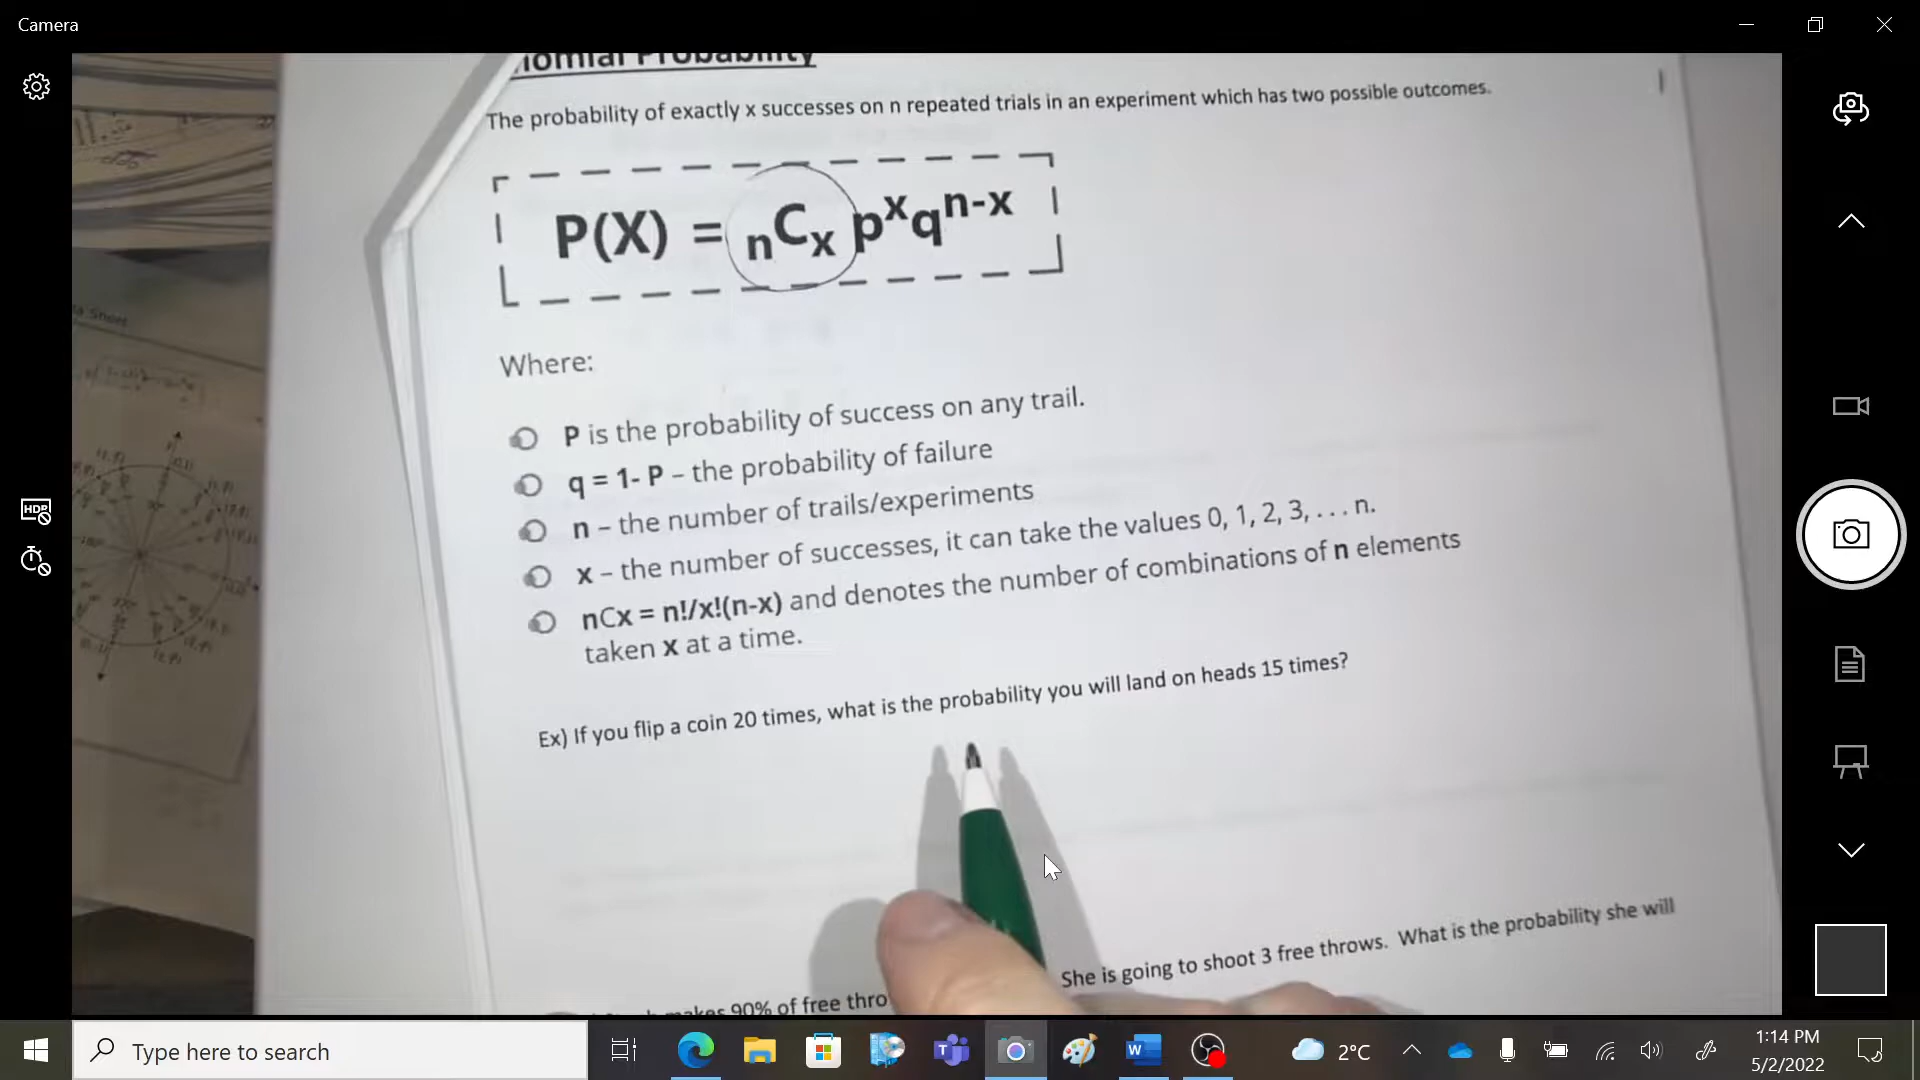 Camera
Probability
The probability of exactly x successes on n repeated trials in an experiment which has two possible outcomes.
P(X) = nCx p^x q^n-x
Where:
P is the probability of success on any trail.
q = 1- P – the probability of failure
n – the number of trails/experiments
x – the number of successes, it can take the values 0, 1, 2, 3, . . . n.
nCx = n!/x!(n-x) and denotes the number of combinations of n elements
taken x at a time.
Ex) If you flip a coin 20 times, what is the probability you will land on heads 15 times?
She is going to shoot 3 free throws. What is the probability she will
90% of free
Type here to search
2°C
1:14 PM
5/2/2022